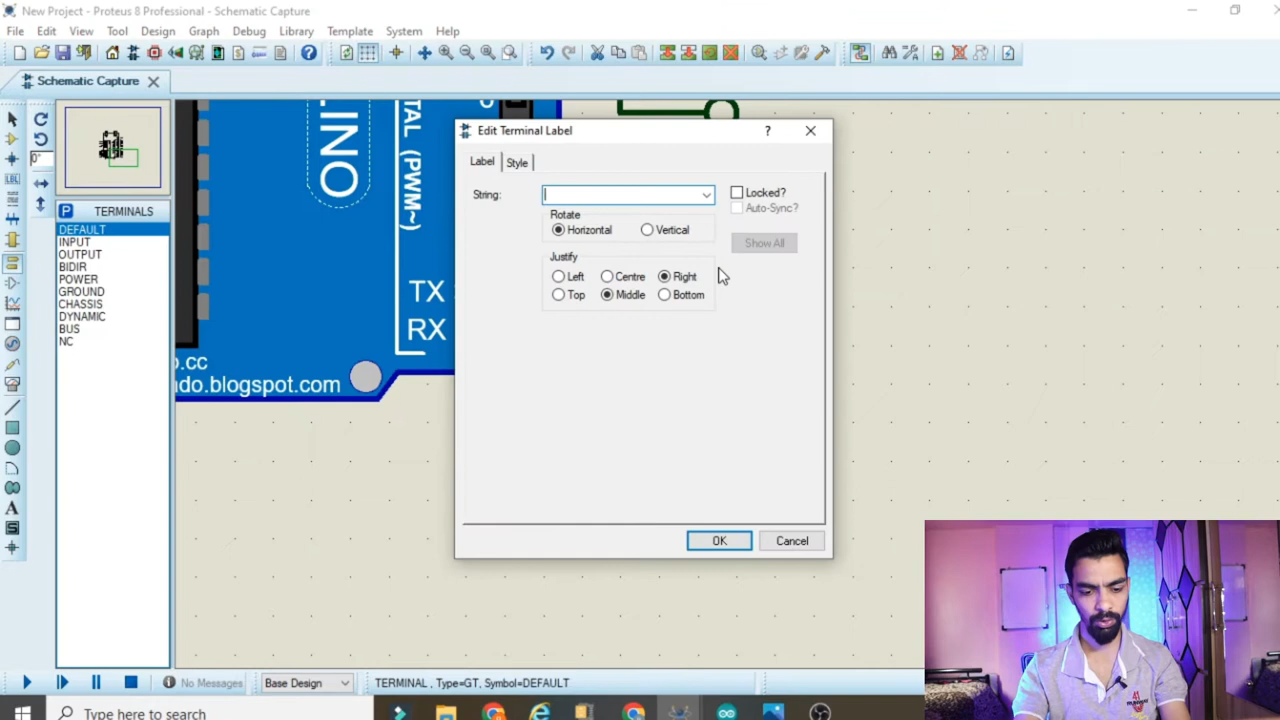 New Project - Proteus 8 Professional - Schematic Capture
File Edit View Tool Design Graph Debug Library Template System Help
Schematic Capture
0°
LBL
P TERMINALS
DEFAULT
INPUT
OUTPUT
BIDIR
POWER
GROUND
CHASSIS
DYNAMIC
BUS
NC
INO
TAL (PWM~)
TX
RX
o.cc
ndo.blogspot.com
Edit Terminal Label ?
Label Style
String:
Locked?
Auto-Sync?
Rotate
Horizontal Vertical
Show All
Justify
Left Centre Right
Top Middle Bottom
OK Cancel
No Messages Base Design TERMINAL , Type=GT, Symbol=DEFAULT
Type here to search